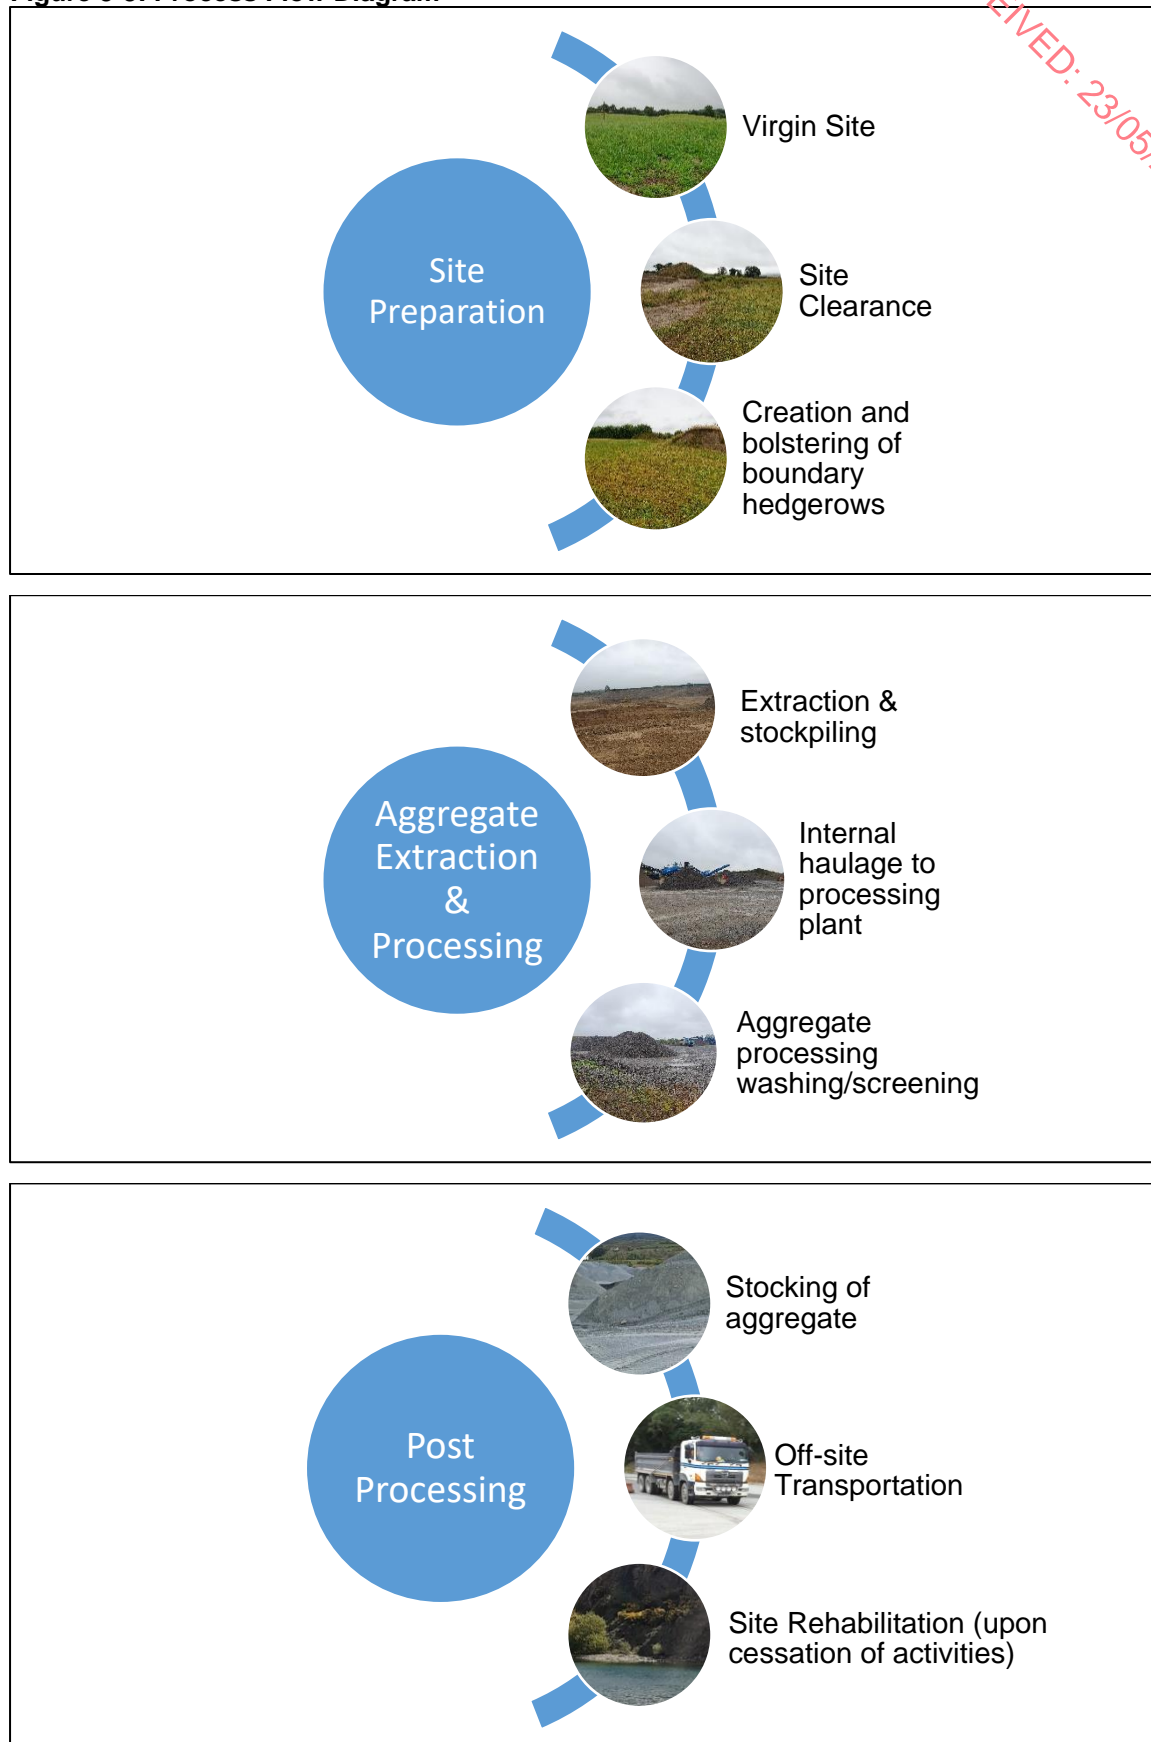 Virgin Site
Site
Preparation
Site
Clearance
Creation and
bolstering of
boundary
hedgerows
Extraction &
stockpiling
Aggregate
Extraction
&
Processing
Internal
haulage to
processing
plant
Aggregate
processing
washing/screening
Stocking of
aggregate
Post
Processing
Off-site
Transportation
Site Rehabilitation (upon
cessation of activities)